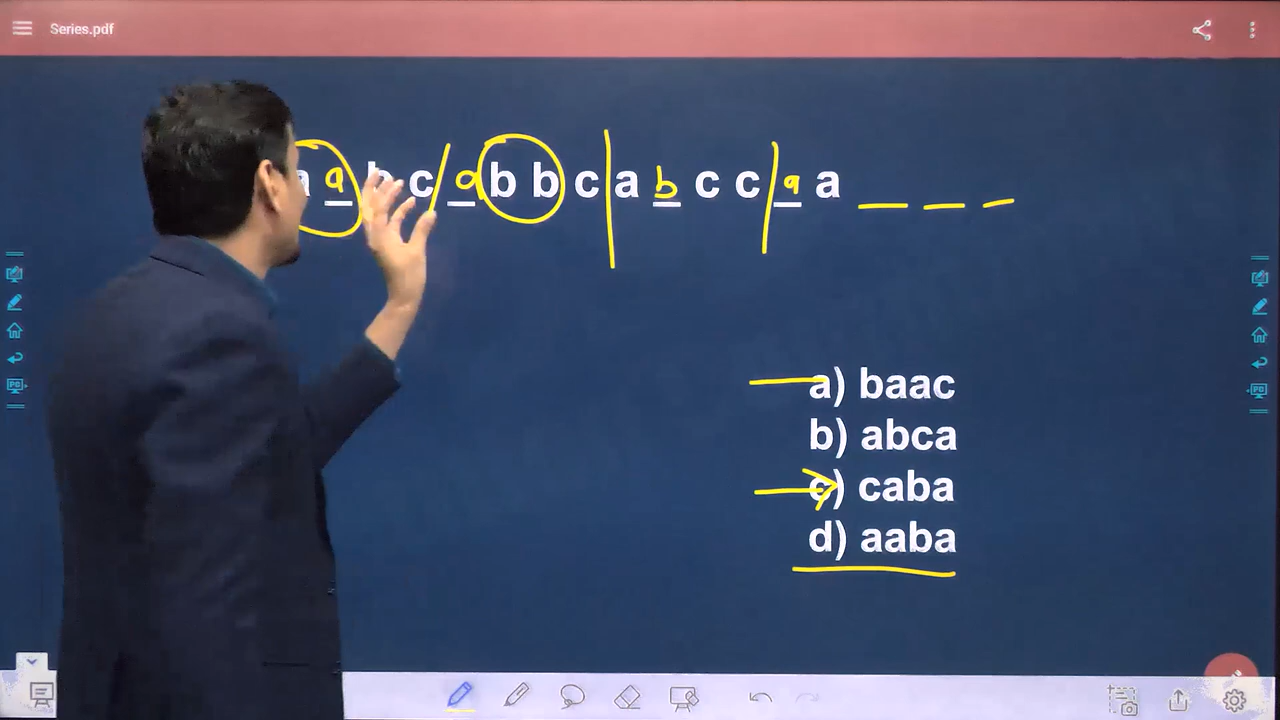 Series.pdf
a a b c / a b b c | a b c c | a a _ _ _
a) baac
b) abca
c) caba
d) aaba